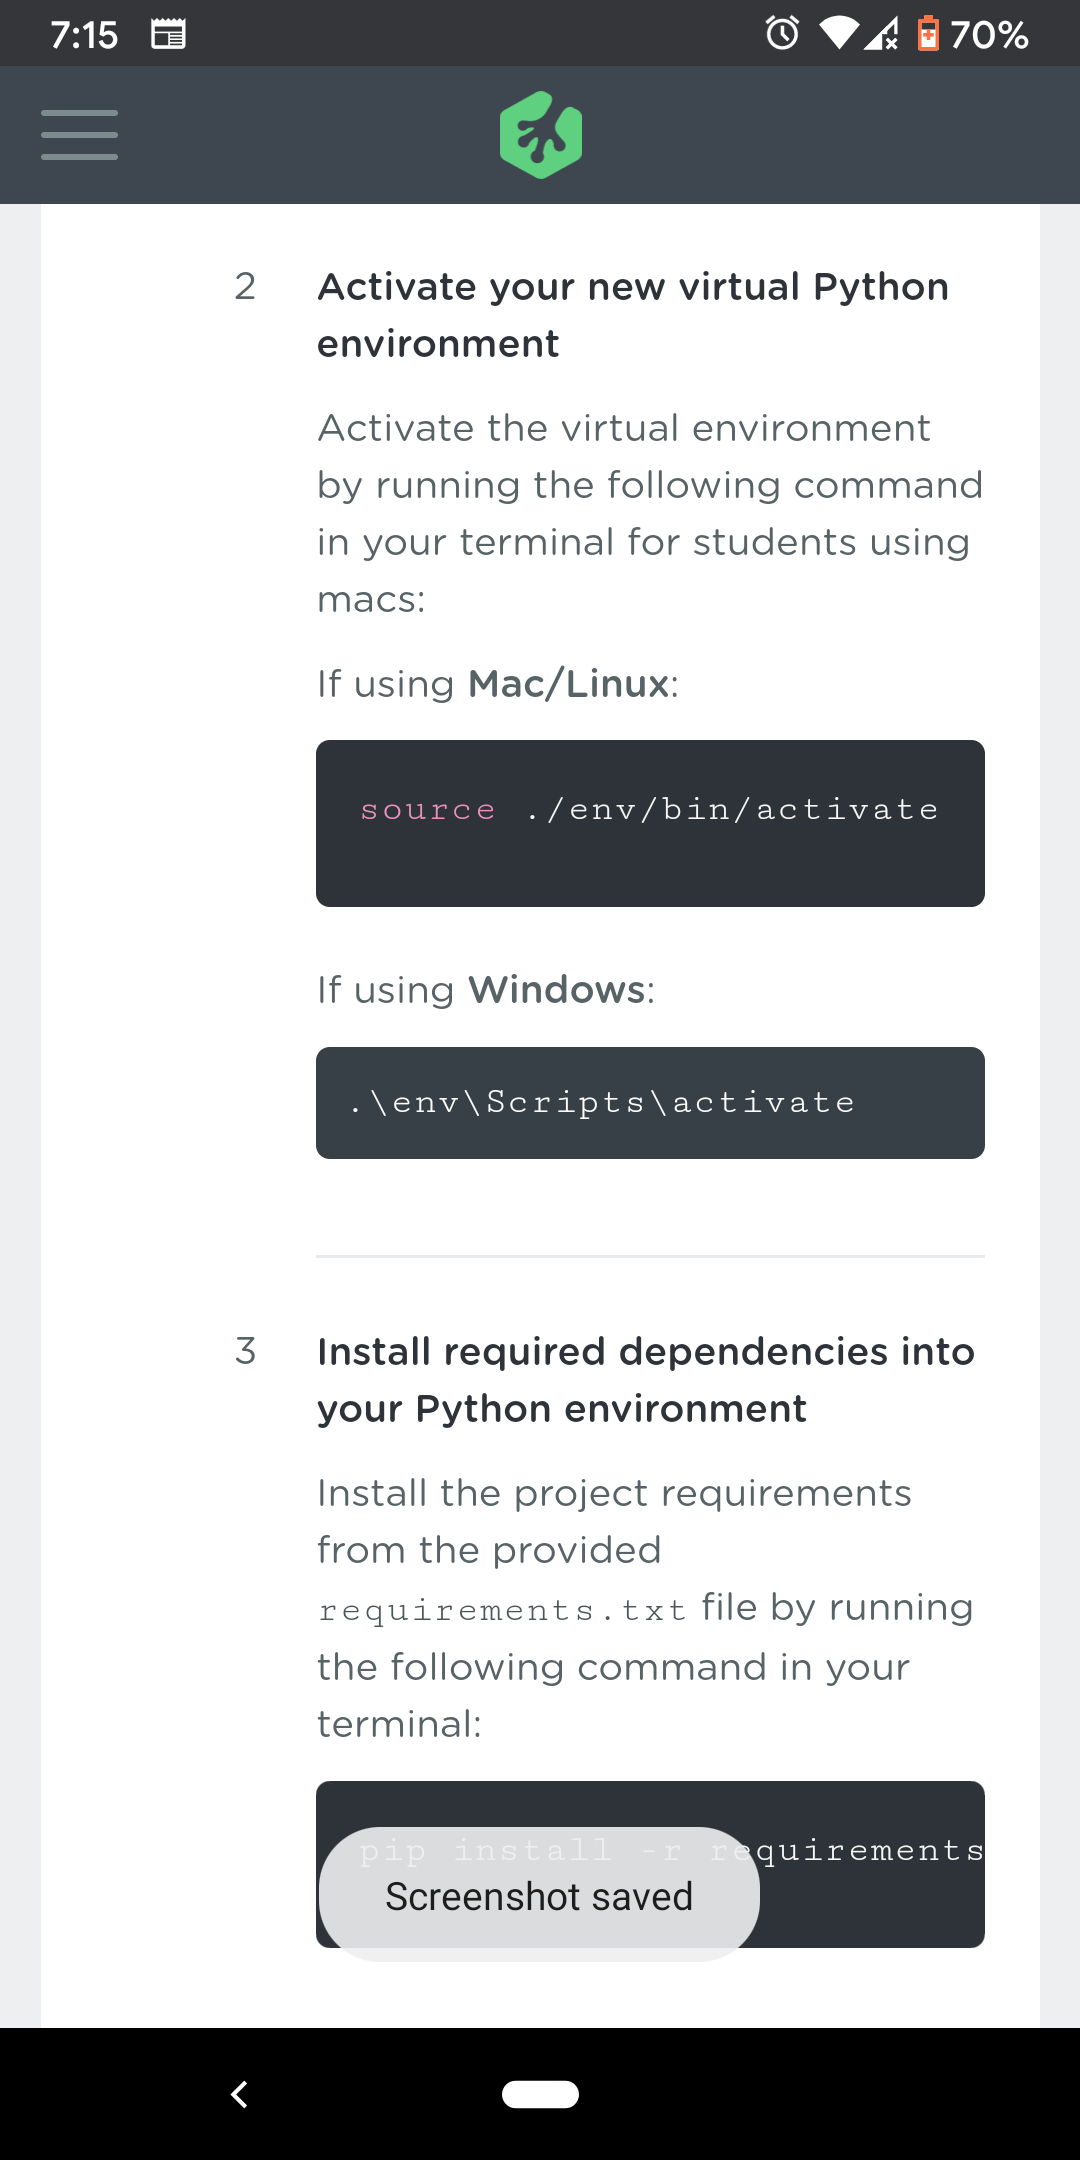 7:15
70%
2
Activate your new virtual Python
environment
Activate the virtual environment
by running the following command
in your terminal for students using
macs:
If using Mac/Linux:
source ./env/bin/activate
If using Windows:
.\env\Scripts\activate
3
Install required dependencies into
your Python environment
Install the project requirements
from the provided
requirements.txt file by running
the following command in your
terminal:
pip install -r requirements
Screenshot saved